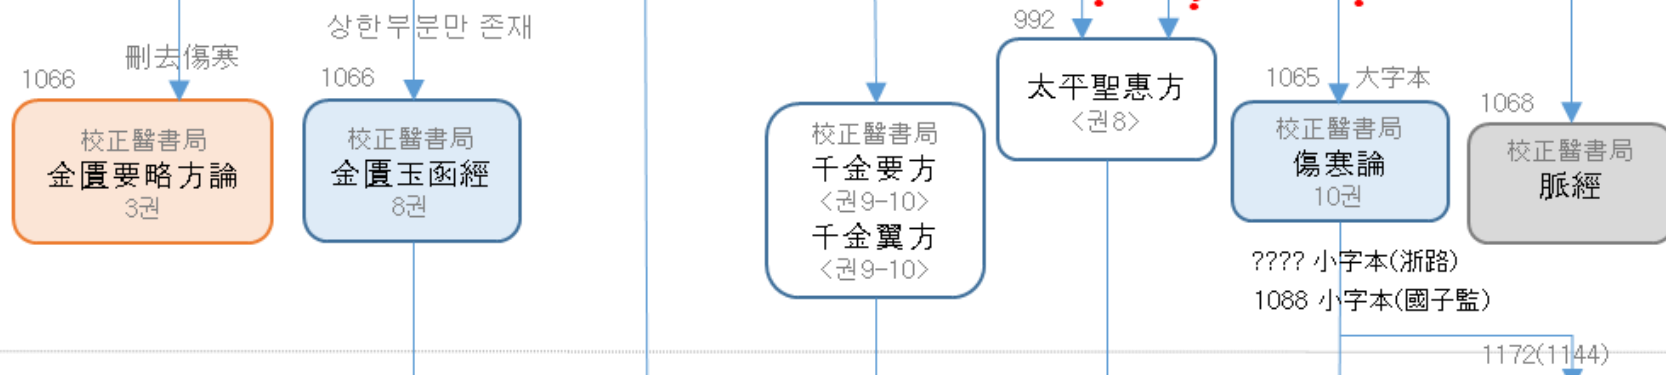 상한부분만 존재
刪去傷寒
1066
校正醫書局
金匱要略方論
3권
1066
校正醫書局
金匱玉函經
8권
校正醫書局
千金要方
<권9-10>
千金翼方
<권9-10>
992
太平聖惠方
<권8>
1065
大字本
校正醫書局
傷寒論
10권
???? 小字本(浙路)
1088 小字本(國子監)
1068
校正醫書局
脈經
1172(1144)